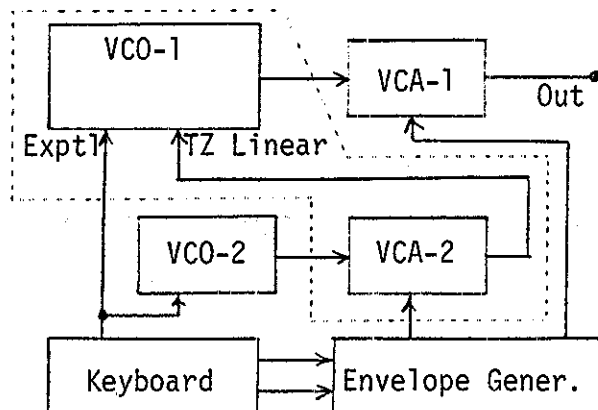 VCO-1
VCA-1
Out
Exptl
TZ Linear
VCO-2
VCA-2
Keyboard
Envelope Gener.